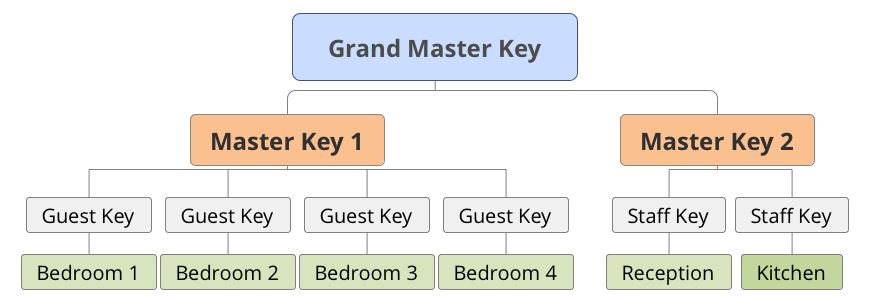 Grand Master Key
Master Key 1
Master Key 2
Guest Key
Guest Key
Guest Key
Guest Key
Staff Key
Staff Key
Bedroom 1
Bedroom 2
Bedroom 3
Bedroom 4
Reception
Kitchen